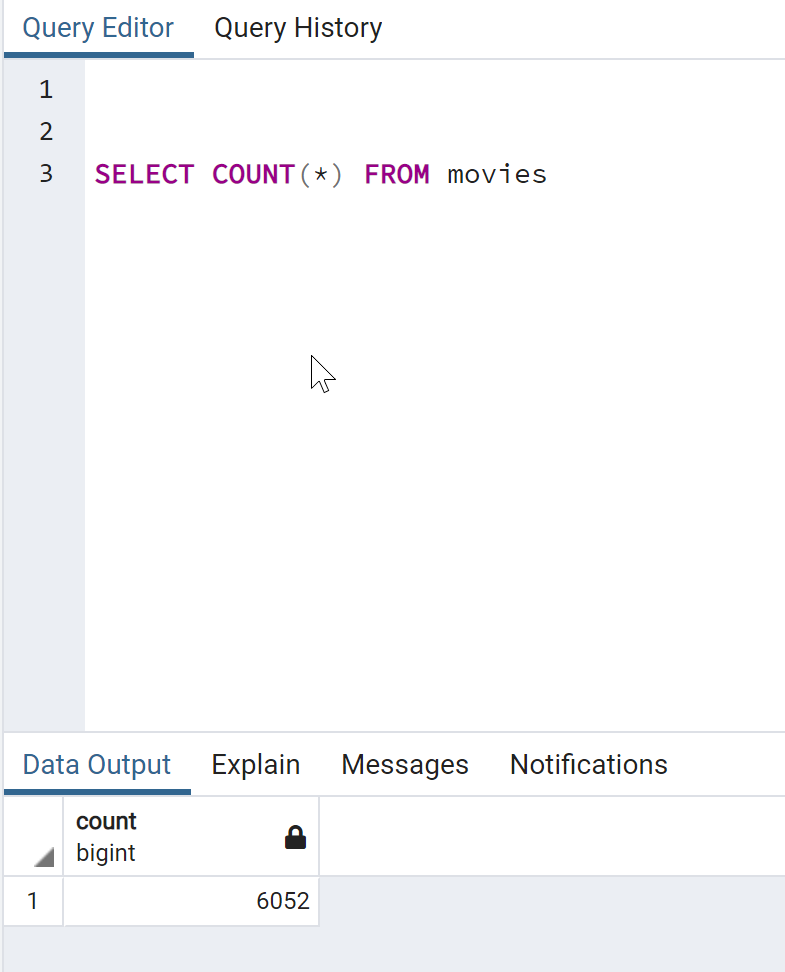 Query Editor Query History
1
2
3 SELECT COUNT(*) FROM movies
Data Output Explain Messages Notifications
count
bigint
1 6052